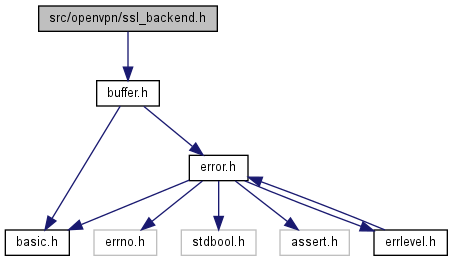 src/openvpn/ssl_backend.h
buffer.h
error.h
basic.h
errno.h
stdbool.h
assert.h
errlevel.h